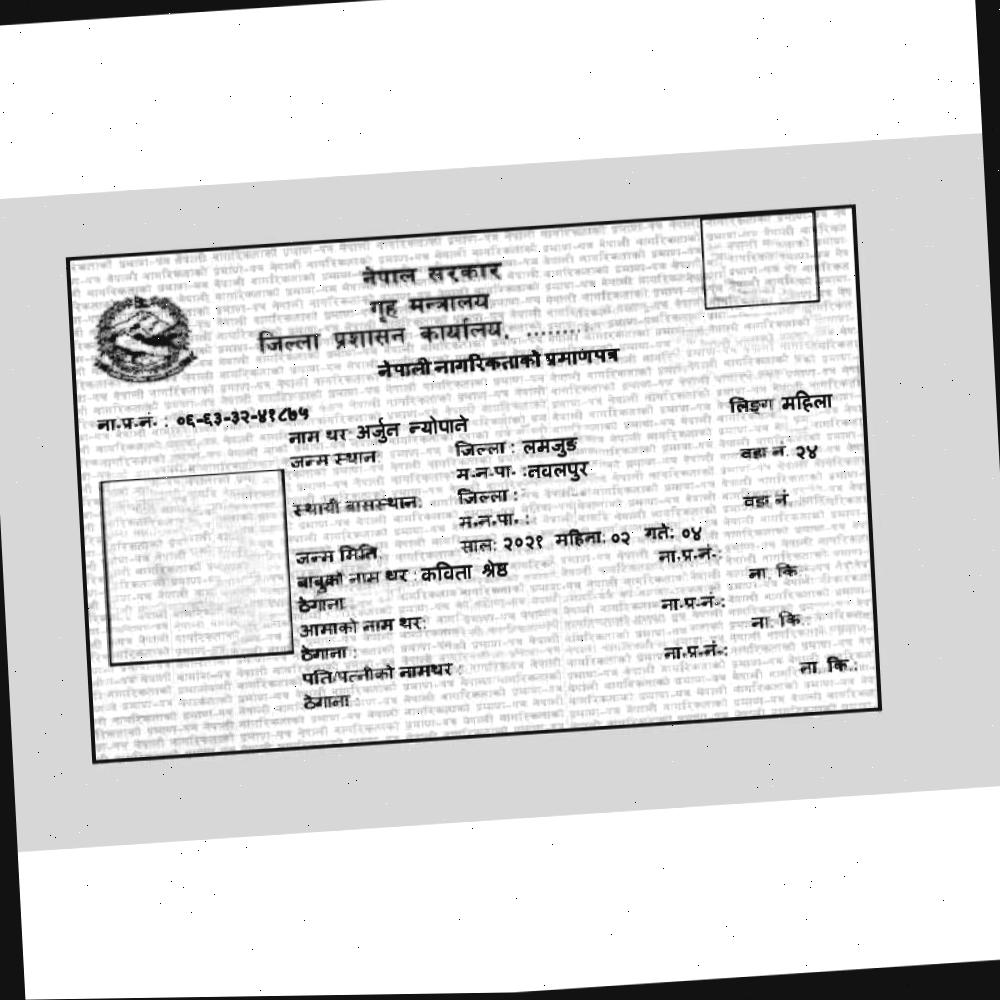 नेपाल सरकार
गृह मन्त्रालय
जिल्ला प्रशासन कार्यालय, .........
नेपाली नागरिकताको प्रमाणपत्र
ना.प्र.नं. : ०६-६३-३२-४१८७५
लिङ्ग महिला
नाम थर: अर्जुन न्योपाने
जन्म स्थान: जिल्ला : लमजुङ
म.न.पा. : नवलपुर वडा नं. २४
स्थायी बासस्थान: जिल्ला :
म.न.पा. : वडा नं.
जन्म मिति: साल: २०२१ महिना: ०२ गते: ०४
बाबुको नाम थर : कविता श्रेष्ठ ना.प्र.नं.:
ठेगाना : ना. कि.:
आमाको नाम थर: ना.प्र.नं.:
ठेगाना : ना. कि.:
पति/पत्नीको नामथर : ना.प्र.नं.:
ठेगाना : ना. कि.: